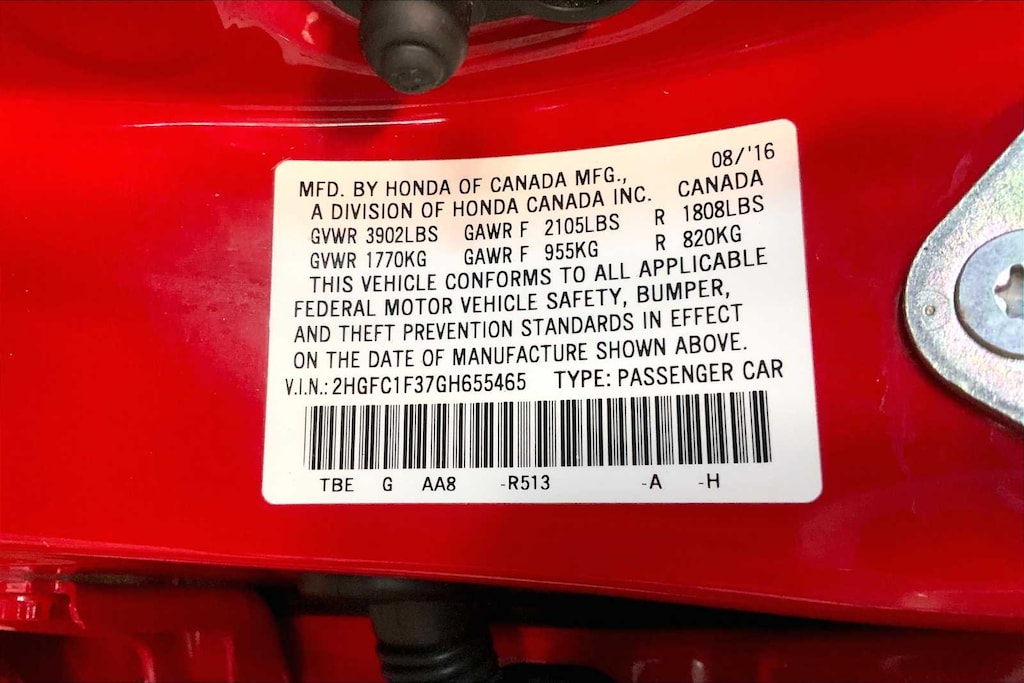 08/'16
MFD. BY HONDA OF CANADA MFG.,
A DIVISION OF HONDA CANADA INC. CANADA
GVWR 3902LBS GAWR F 2105LBS R 1808LBS
GVWR 1770KG GAWR F 955KG R 820KG
THIS VEHICLE CONFORMS TO ALL APPLICABLE
FEDERAL MOTOR VEHICLE SAFETY, BUMPER,
AND THEFT PREVENTION STANDARDS IN EFFECT
ON THE DATE OF MANUFACTURE SHOWN ABOVE.
V.I.N.: 2HGFC1F37GH655465 TYPE: PASSENGER CAR
TBE G AA8 -R513 -A -H